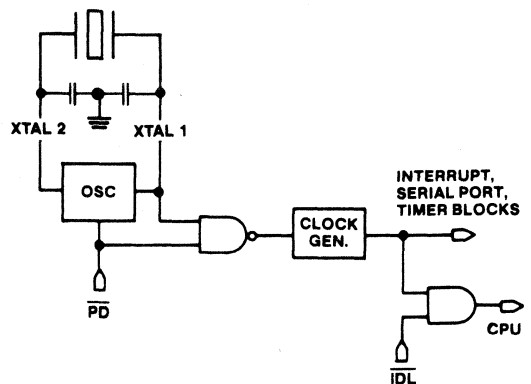 XTAL 2
XTAL 1
OSC
INTERRUPT,
SERIAL PORT,
TIMER BLOCKS
CLOCK
GEN.
PD
CPU
IDL